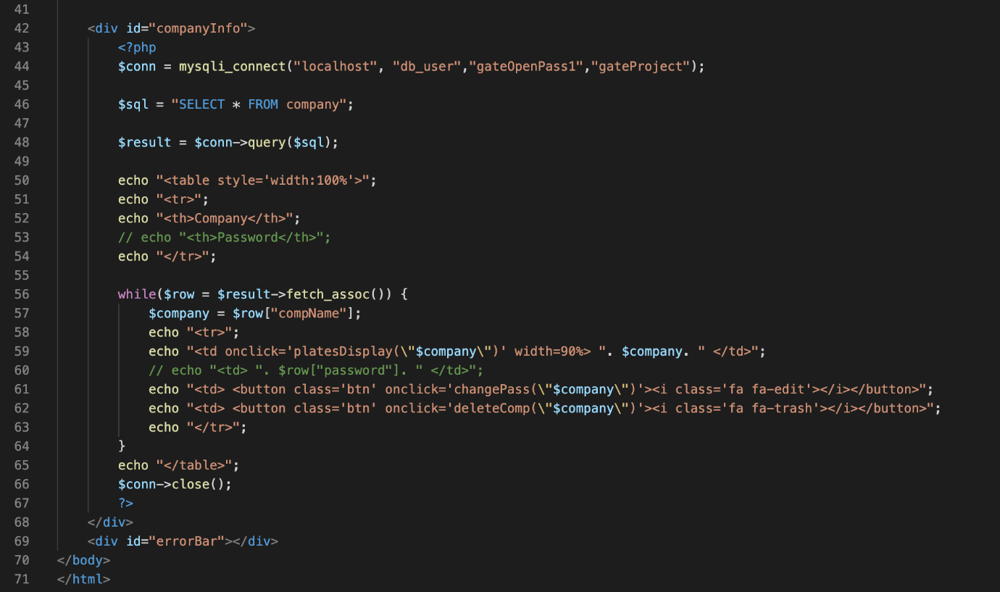 41
42 <div id="companyInfo">
43 <?php
44 $conn = mysqli_connect("localhost", "db_user","gateOpenPass1","gateProject");
45
46 $sql = "SELECT * FROM company";
47
48 $result = $conn->query($sql);
49
50 echo "<table style='width:100%'>";
51 echo "<tr>";
52 echo "<th>Company</th>";
53 // echo "<th>Password</th>";
54 echo "</tr>";
55
56 while($row = $result->fetch_assoc()) {
57 $company = $row["compName"];
58 echo "<tr>";
59 echo "<td onclick='platesDisplay(\"$company\")' width=90%> ". $company. " </td>";
60 // echo "<td> ". $row["password"]. " </td>";
61 echo "<td> <button class='btn' onclick='changePass(\"$company\")'><i class='fa fa-edit'></i></button>";
62 echo "<td> <button class='btn' onclick='deleteComp(\"$company\")'><i class='fa fa-trash'></i></button>";
63 echo "</tr>";
64 }
65 echo "</table>";
66 $conn->close();
67 ?>
68 </div>
69 <div id="errorBar"></div>
70 </body>
71 </html>